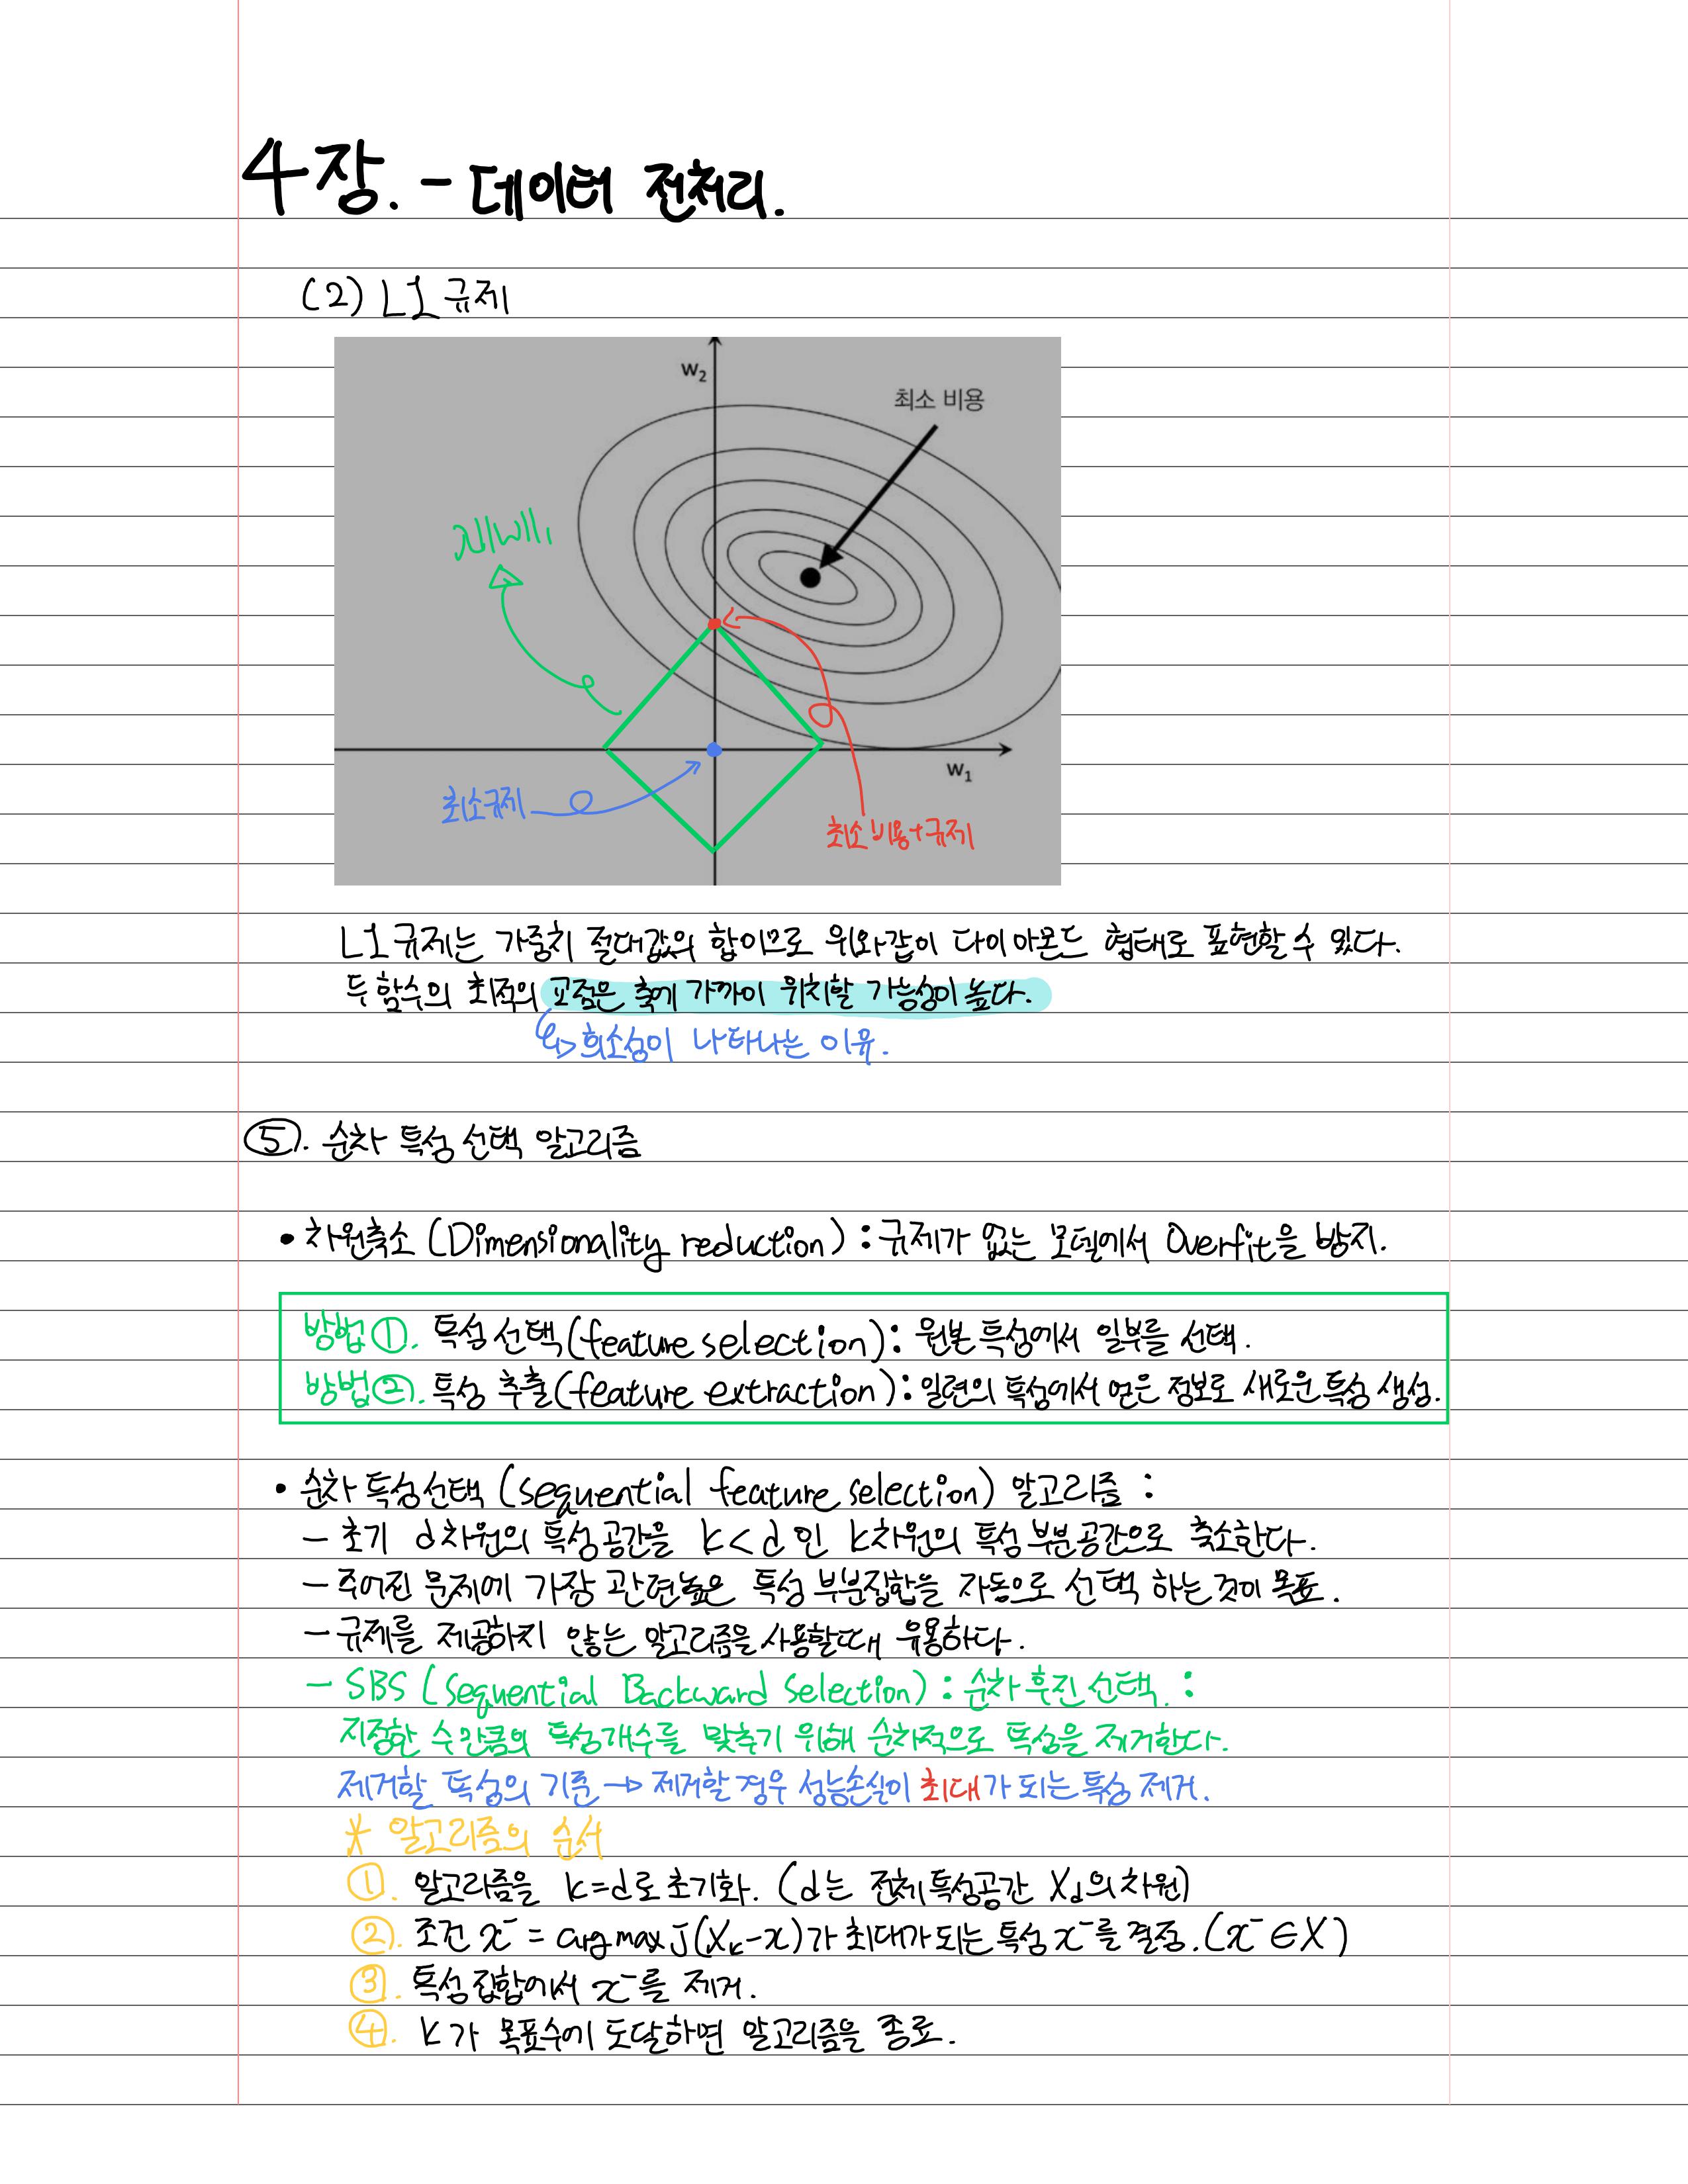 4장. - 데이터 전처리.
(2) L1 규제
w₂
최소 비용
λ||w||₁
w₁
최소규제
최소비용+규제
L1 규제는 가중치 절대값의 합이므로 위와같이 다이아몬드 형태로 표현할 수 있다.
두 함수의 최적의 교점은 축에 가까이 위치할 가능성이 높다.
↳> 희소성이 나타나는 이유.
⑤. 순차 특성 선택 알고리즘
• 차원축소 (Dimensionality reduction) : 규제가 없는 모델에서 Overfit을 방지.
방법①. 특성 선택(feature selection): 원본 특성에서 일부를 선택.
방법②. 특성 추출(feature extraction): 일련의 특성에서 얻은 정보로 새로운 특성 생성.
• 순차 특성선택 (sequential feature selection) 알고리즘 :
- 초기 d차원의 특성공간을 k<d인 k차원의 특성 부분공간으로 축소한다.
- 주어진 문제에 가장 관련높은 특성 부분집합을 자동으로 선택 하는것이 목표.
- 규제를 제공하지 않는 알고리즘을 사용할때 유용하다.
- SBS (Sequential Backward Selection) : 순차 후진 선택. :
지정한 수만큼의 특성개수를 맞추기 위해 순차적으로 특성을 제거한다.
제거할 특성의 기준 → 제거할경우 성능손실이 최대가 되는 특성 제거.
* 알고리즘의 순서
①. 알고리즘을 k=d로 초기화. (d는 전체특성공간 X_d의 차원)
②. 조건 x⁻ = arg max J(X_k-x)가 최대가 되는 특성 x⁻를 결정. (x⁻∈X)
③. 특성 집합에서 x⁻를 제거.
④. k가 목표수에 도달하면 알고리즘을 종료.